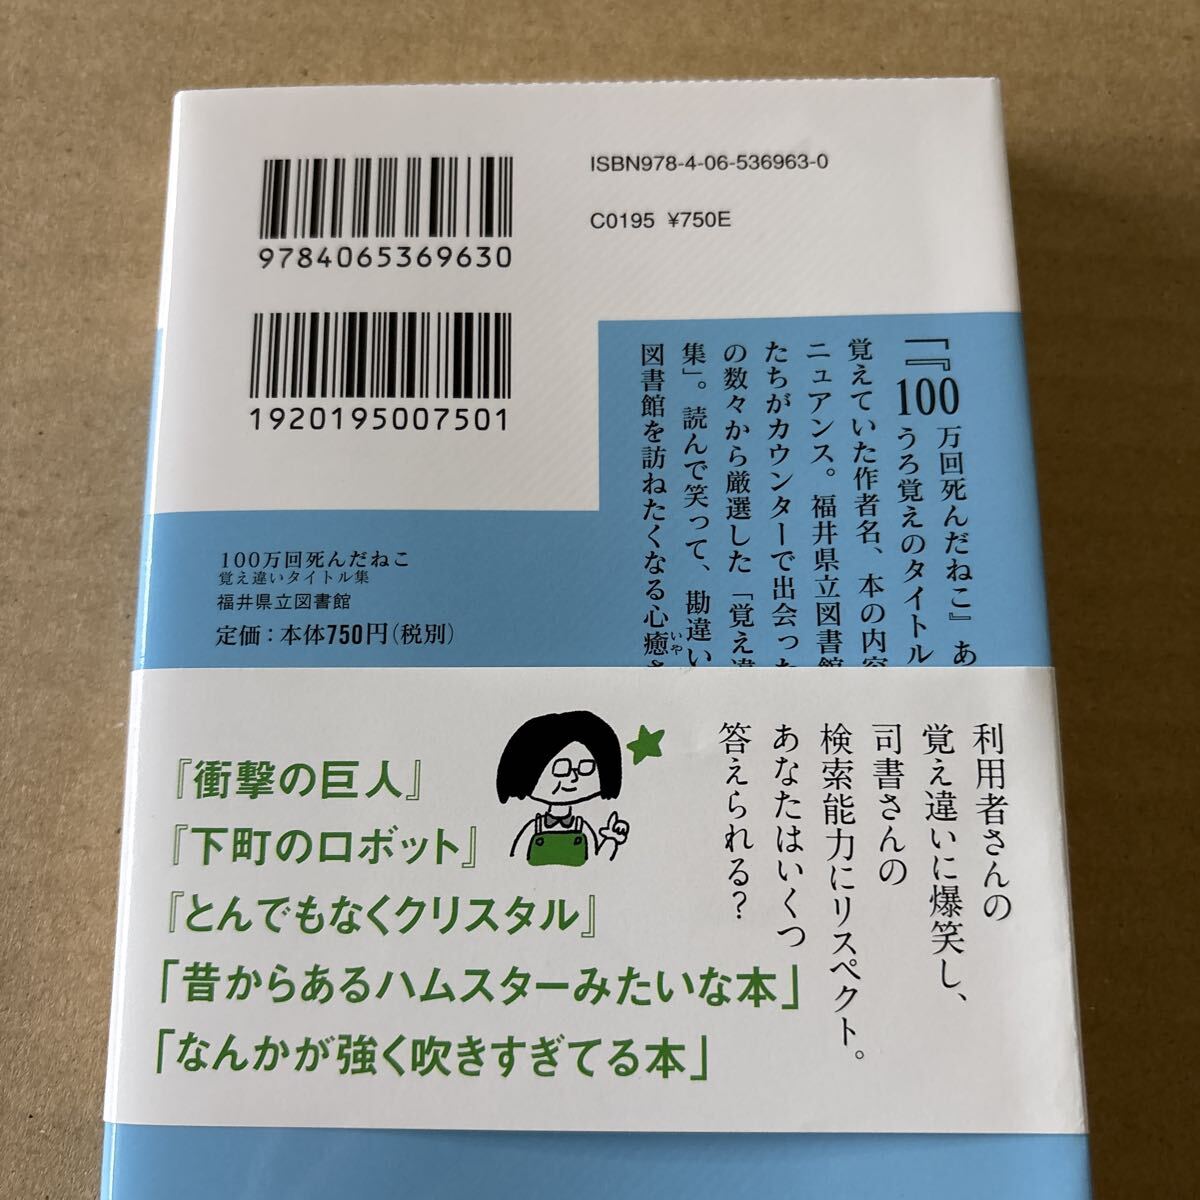 9784065369630
ISBN978-4-06-536963-0
C0195 ¥750E
1920195007501
100万回死んだねこ
覚え違いタイトル集
福井県立図書館
定価：本体750円（税別）
「『100万回死んだねこ』あ
うろ覚えのタイトル
覚えていた作者名、本の内容
ニュアンス。福井県立図書館
たちがカウンターで出会った
の数々から厳選した「覚え違
集」。読んで笑って、勘違い
図書館を訪ねたくなる心癒さ
いや
利用者さんの
覚え違いに爆笑し、
司書さんの
検索能力にリスペクト。
あなたはいくつ
答えられる？
『衝撃の巨人』
『下町のロボット』
『とんでもなくクリスタル』
「昔からあるハムスターみたいな本」
「なんかが強く吹きすぎてる本」